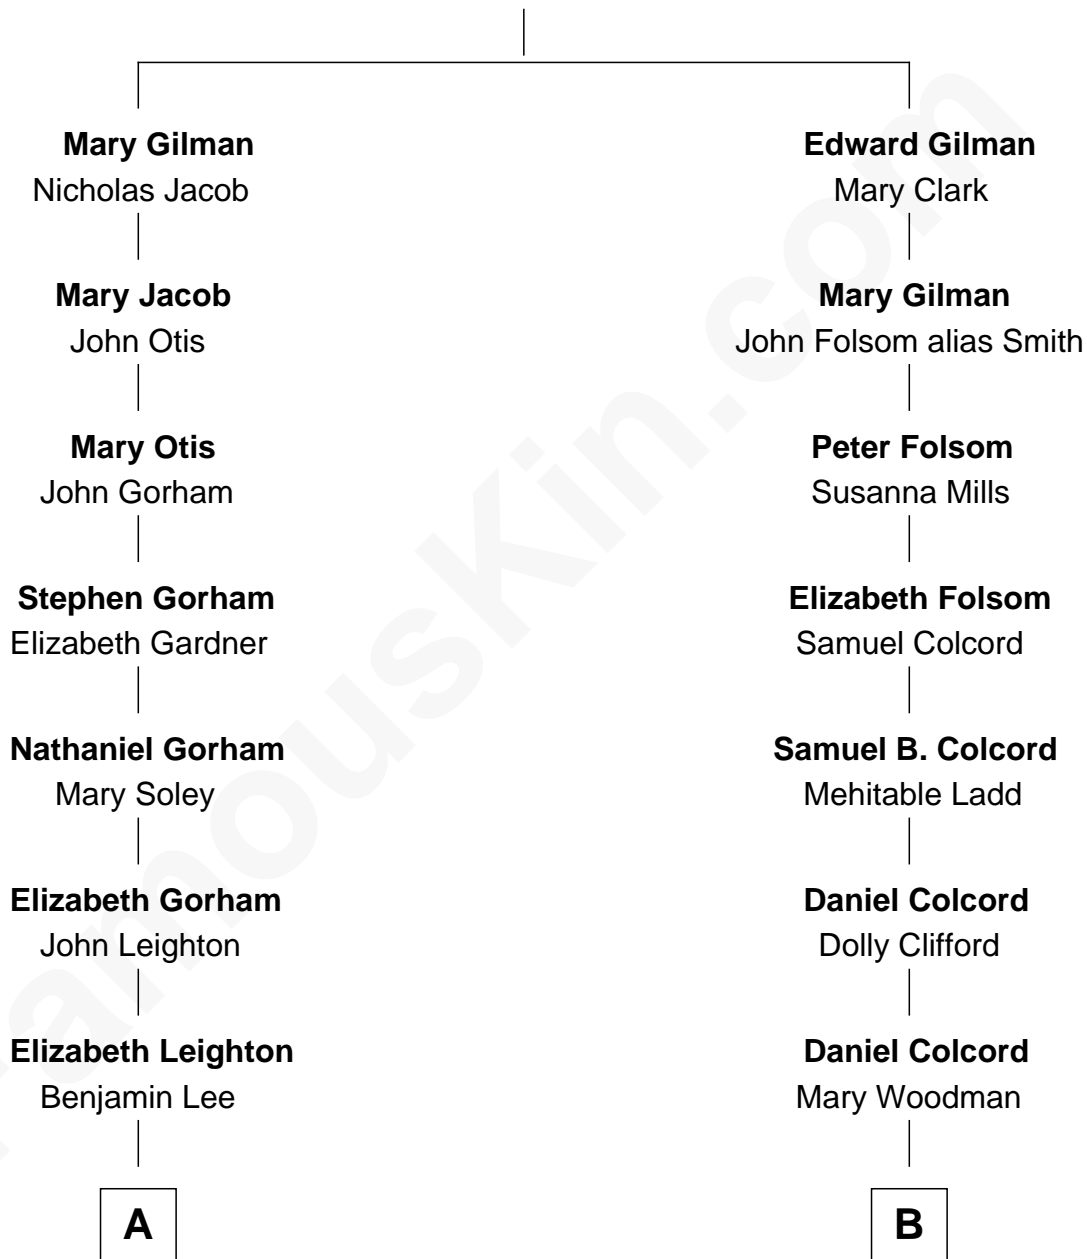 Mary Gilman
Nicholas Jacob
Mary Jacob
John Otis
Mary Otis
John Gorham
Stephen Gorham
Elizabeth Gardner
Nathaniel Gorham
Mary Soley
Elizabeth Gorham
John Leighton
Elizabeth Leighton
Benjamin Lee
A
Edward Gilman
Mary Clark
Mary Gilman
John Folsom alias Smith
Peter Folsom
Susanna Mills
Elizabeth Folsom
Samuel Colcord
Samuel B. Colcord
Mehitable Ladd
Daniel Colcord
Dolly Clifford
Daniel Colcord
Mary Woodman
B
FamousKin.com